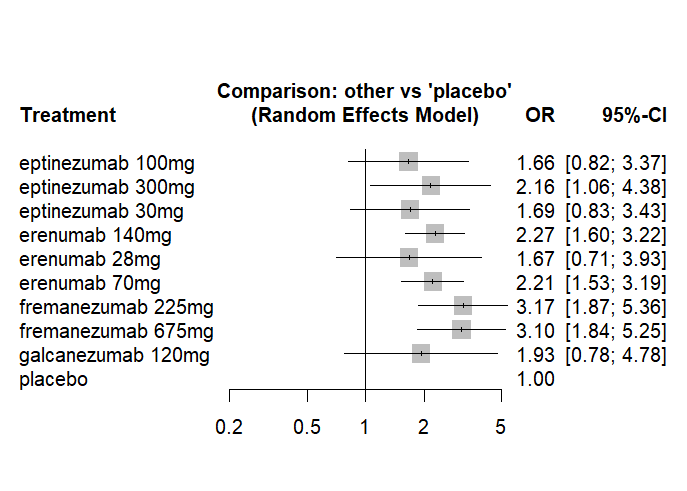 Comparison: other vs 'placebo'
Treatment (Random Effects Model) OR 95%-CI
eptinezumab 100mg 1.66 [0.82; 3.37]
eptinezumab 300mg 2.16 [1.06; 4.38]
eptinezumab 30mg 1.69 [0.83; 3.43]
erenumab 140mg 2.27 [1.60; 3.22]
erenumab 28mg 1.67 [0.71; 3.93]
erenumab 70mg 2.21 [1.53; 3.19]
fremanezumab 225mg 3.17 [1.87; 5.36]
fremanezumab 675mg 3.10 [1.84; 5.25]
galcanezumab 120mg 1.93 [0.78; 4.78]
placebo 1.00
0.2 0.5 1 2 5